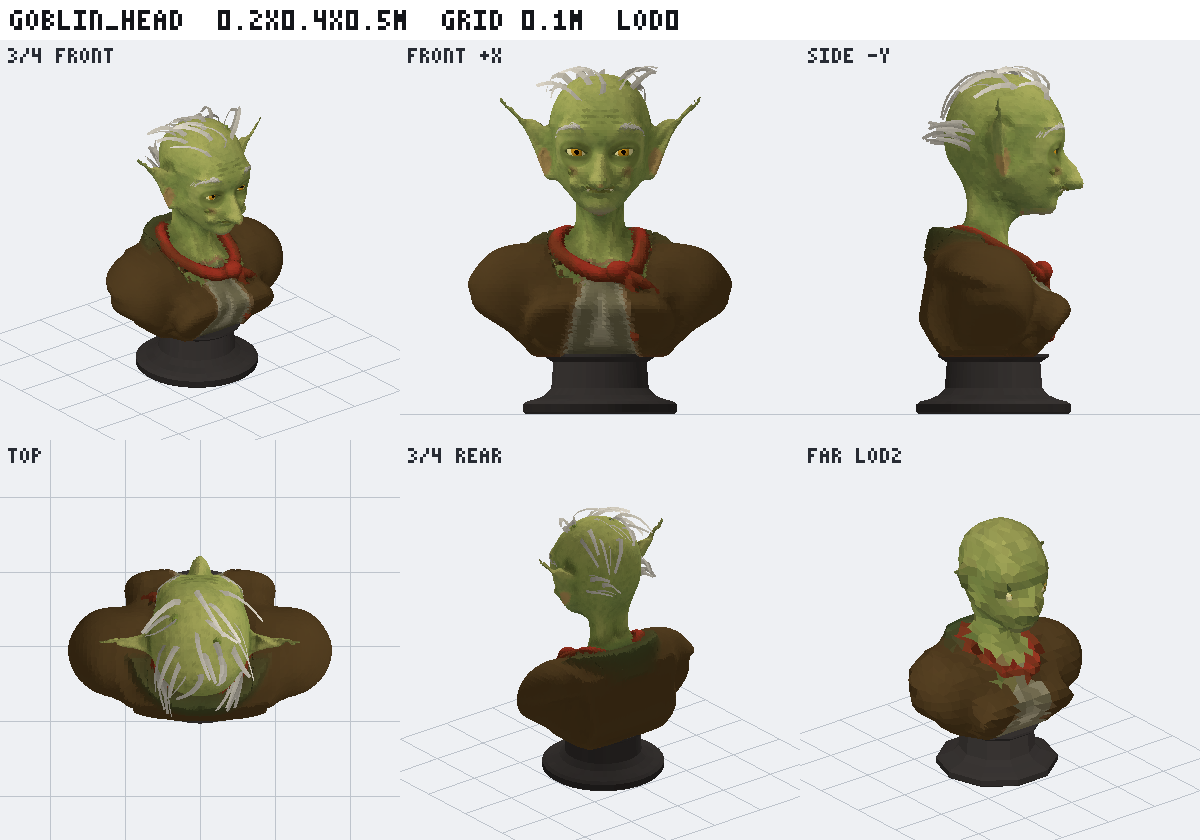 GOBLIN_HEAD  0.2X0.4X0.5M  GRID 0.1M  LOD0
3/4 FRONT
FRONT +X
SIDE -Y
TOP
3/4 REAR
FAR LOD2